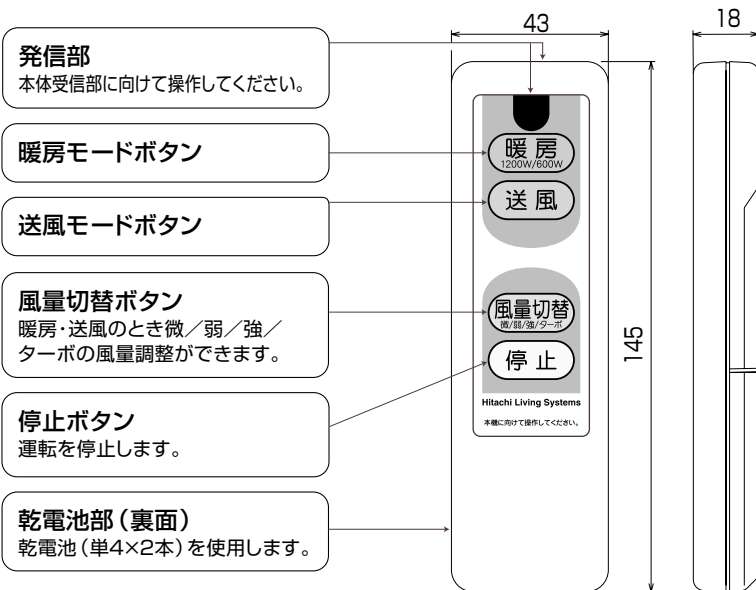 43
18
発信部
本体受信部に向けて操作してください。
暖房モードボタン
送風モードボタン
風量切替ボタン
暖房・送風のとき微／弱／強／
ターボの風量調整ができます。
停止ボタン
運転を停止します。
乾電池部（裏面）
乾電池（単4×2本）を使用します。
暖房
1200W/600W
送風
風量切替
微/弱/強/ターボ
停止
Hitachi Living Systems
本機に向けて操作してください。
145